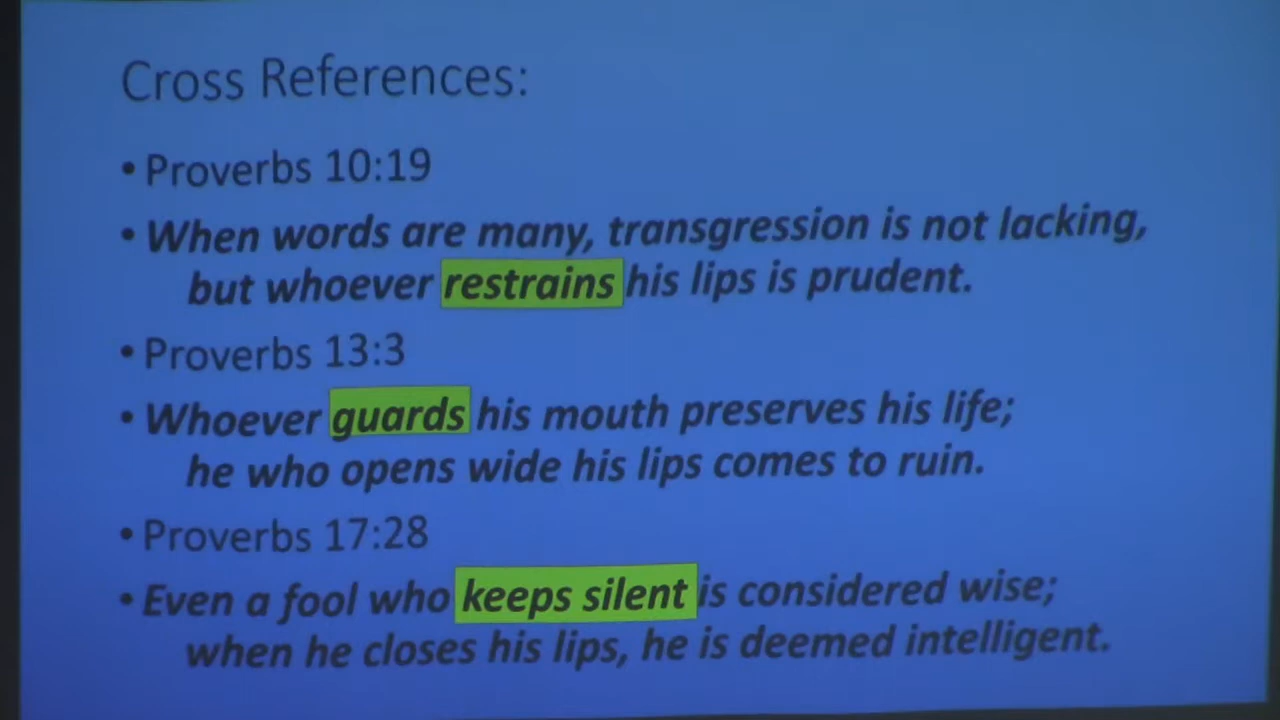 Cross References:
• Proverbs 10:19
• When words are many, transgression is not lacking,
but whoever restrains his lips is prudent.
• Proverbs 13:3
• Whoever guards his mouth preserves his life;
he who opens wide his lips comes to ruin.
• Proverbs 17:28
• Even a fool who keeps silent is considered wise;
when he closes his lips, he is deemed intelligent.